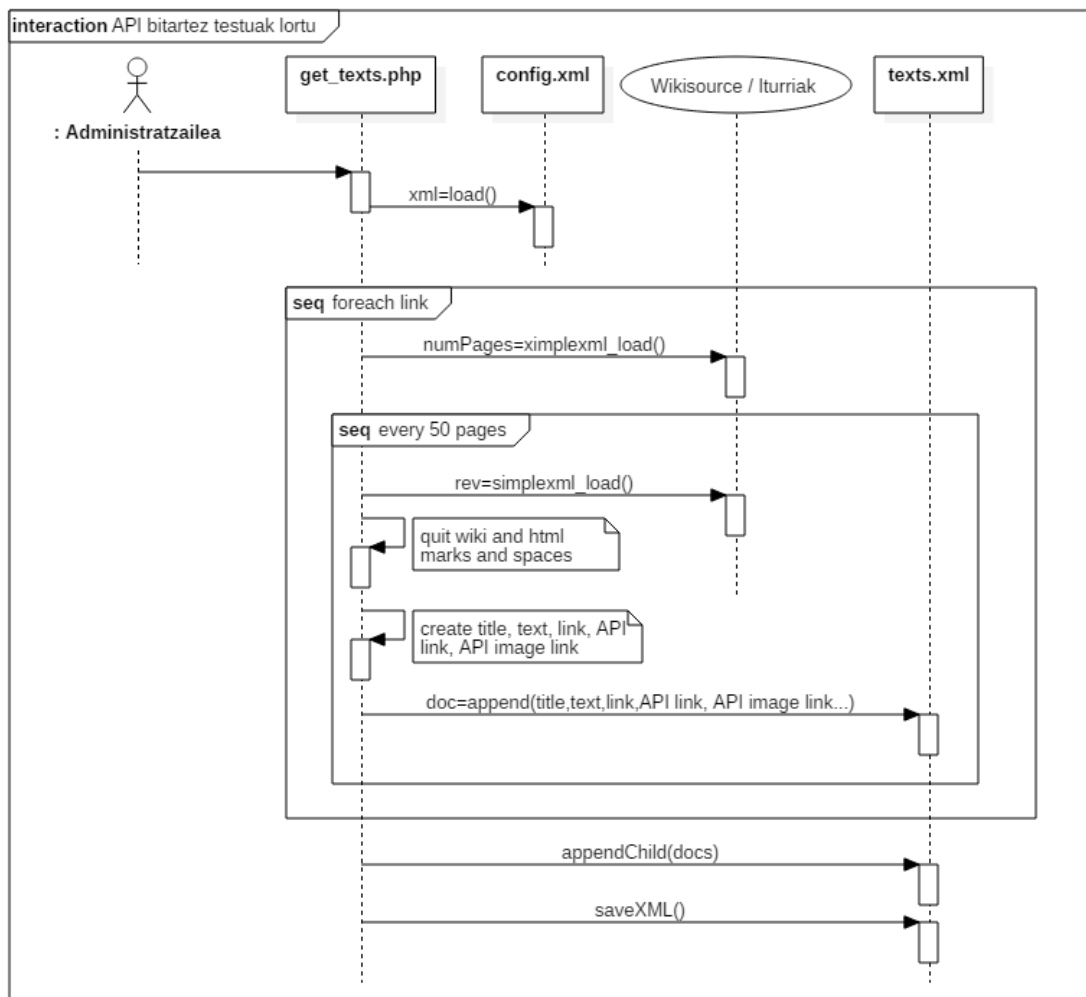 interaction API bitartez testuak lortu
get_texts.php
config.xml
Wikisource / Iturriak
texts.xml
: Administratzailea
xml=load()
seq foreach link
numPages=ximplexml_load()
seq every 50 pages
rev=simplexml_load()
quit wiki and html
marks and spaces
create title, text, link, API
link, API image link
doc=append(title,text,link,API link, API image link...)
appendChild(docs)
saveXML()